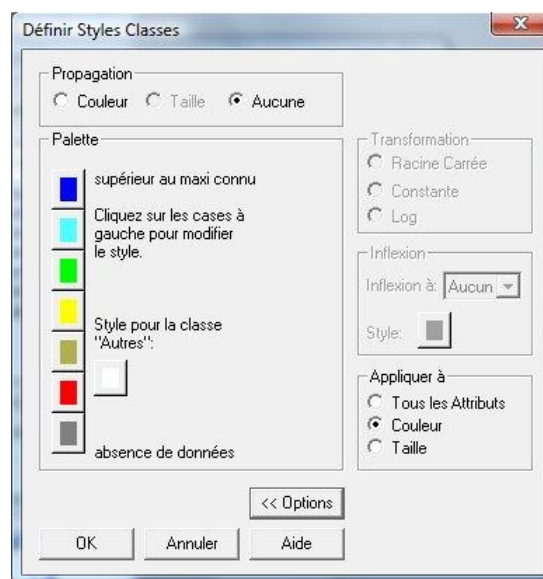 Définir Styles Classes
Propagation
Couleur Taille Aucune
Palette
supérieur au maxi connu
Cliquez sur les cases à
gauche pour modifier
le style.
Style pour la classe
"Autres":
absence de données
Transformation
Racine Carrée
Constante
Log
Inflexion
Inflexion à: Aucun
Style:
Appliquer à
Tous les Attributs
Couleur
Taille
<< Options
OK Annuler Aide